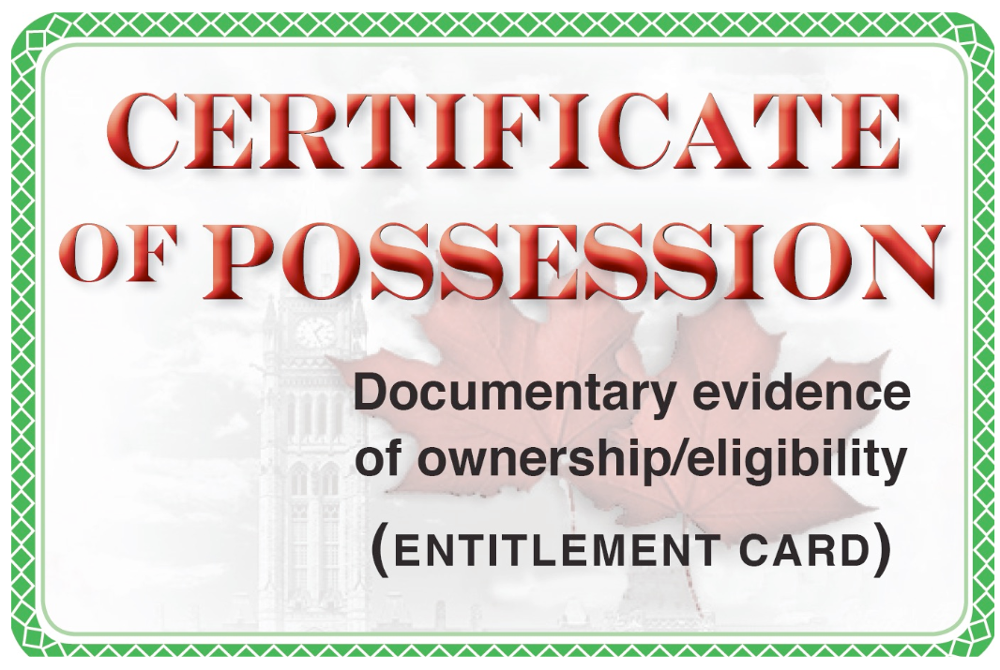 CERTIFICATE
OF POSSESSION
Documentary evidence
of ownership/eligibility
(ENTITLEMENT CARD)